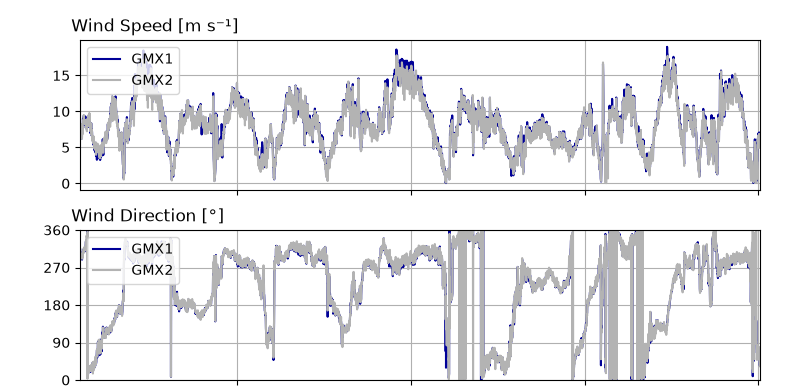 Wind Speed [m s⁻¹]
GMX1
GMX2
15
10
5
0
Wind Direction [°]
360
GMX1
270
GMX2
180
90
0